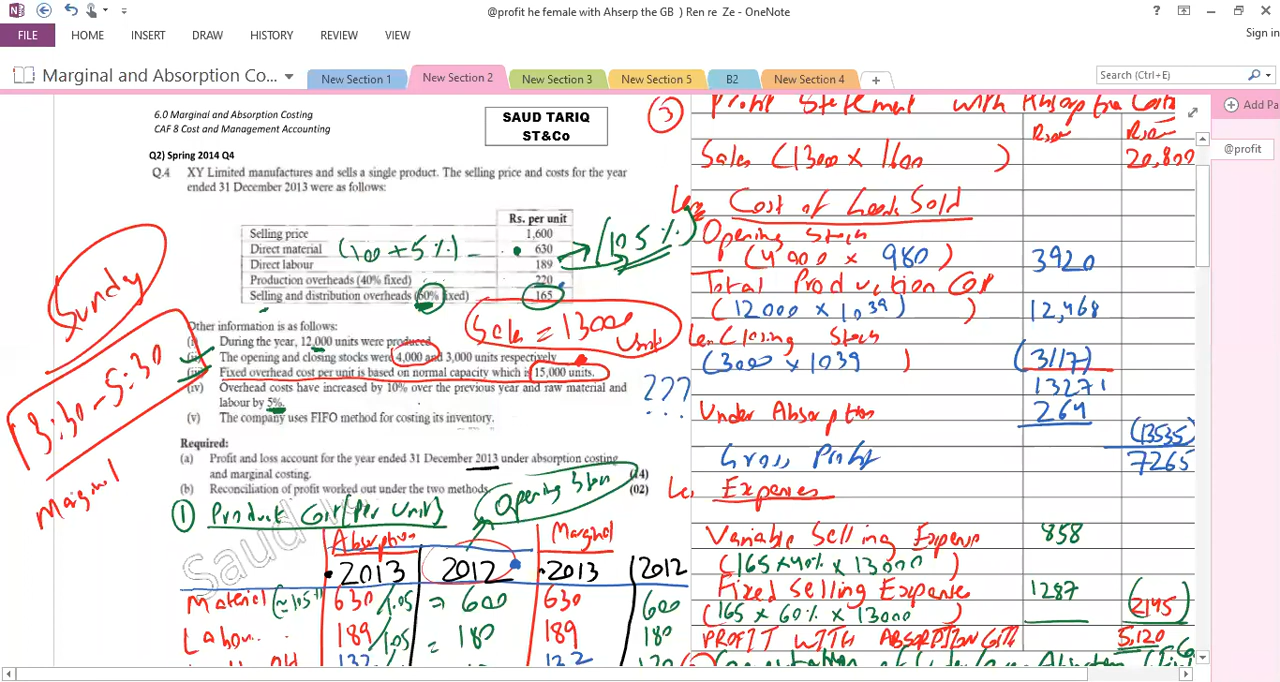 @profit he female with Ahserp the GB ) Ren re Ze - OneNote
Sign in
FILE HOME INSERT DRAW HISTORY REVIEW VIEW
Marginal and Absorption Co...
New Section 1 New Section 2 New Section 3 New Section 5 B2 New Section 4
Search (Ctrl+E)
Add Pa
@profit
6.0 Marginal and Absorption Costing
CAF 8 Cost and Management Accounting
SAUD TARIQ
ST&Co
Q2) Spring 2014 Q4
Q.4 XY Limited manufactures and sells a single product. The selling price and costs for the year
ended 31 December 2013 were as follows:
Rs. per unit
Selling price 1,600
Direct material (100+5%) 630
Direct labour 189
(105%)
Production overheads (40% fixed) 220
Selling and distribution overheads (60% fixed) 165
Sales = 13000 Units
Other information is as follows:
(i) During the year, 12,000 units were produced
(ii) The opening and closing stocks were 4,000 and 3,000 units respectively
(iii) Fixed overhead cost per unit is based on normal capacity which is 15,000 units.
(iv) Overhead costs have increased by 10% over the previous year and raw material and
labour by 5%.
???
(v) The company uses FIFO method for costing its inventory.
Required:
(a) Profit and loss account for the year ended 31 December 2013 under absorption costing
and marginal costing. (14)
(b) Reconciliation of profit worked out under the two methods. (02)
Sunday
3:30-5:30
Marginal
Opening Stock
① Product Cost (Per Unit)
Absorption Marginal
2013 2012 2013 2012
Material 630/1.05 = 600 630 600
Labour 189/1.05 = 180 189 180
132 132 120
Saud
③ Profit Statement with Absorption Costing
Sales (13000 x 1600) 20,800
Less Cost of Goods Sold
Opening Stock
(4000 x 980) 3920
Total Production Cost
(12000 x 1039) 12,468
Less Closing Stock
(3000 x 1039) (3117)
13271
Under Absorption 264
(13535)
Gross Profit 7265
Less Expenses
Variable Selling Expense 858
(165 x 40% x 13000)
Fixed Selling Expenses 1287
(165 x 60% x 13000) (2145)
PROFIT WITH ABSORPTION COSTING 5,120